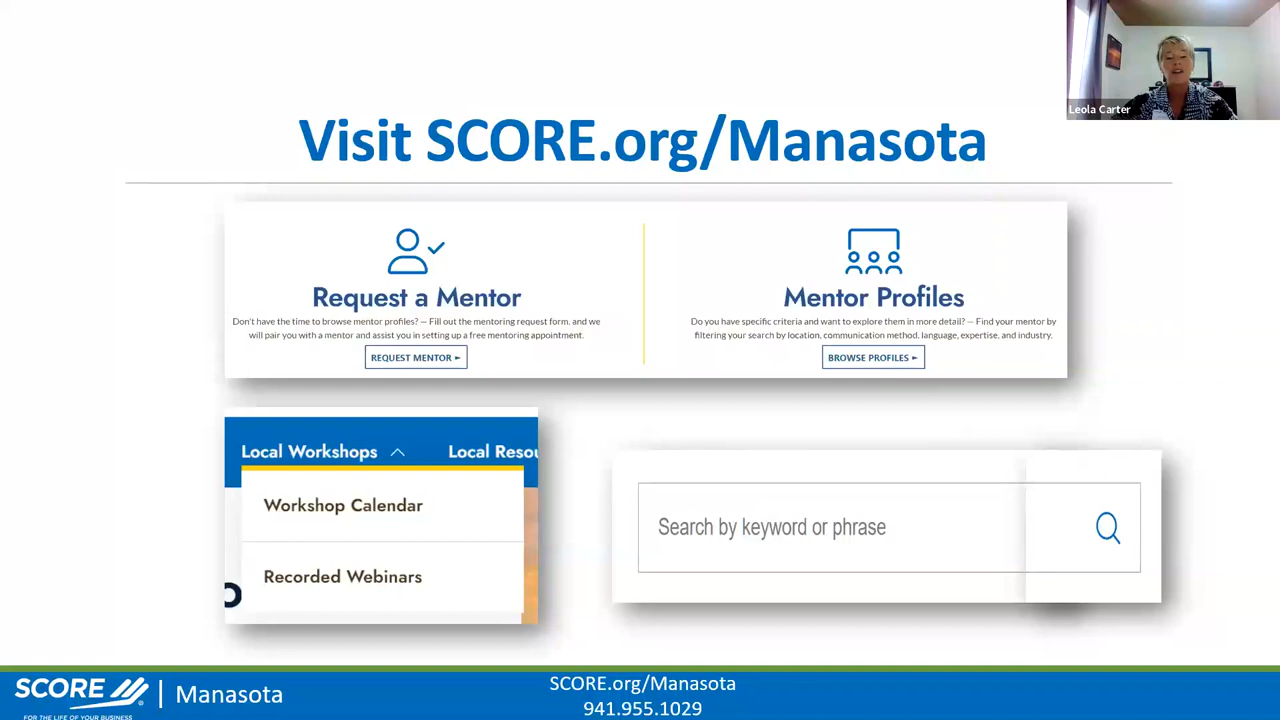 Leola Carter
Visit SCORE.org/Manasota
Request a Mentor
Don't have the time to browse mentor profiles? — Fill out the mentoring request form, and we
will pair you with a mentor and assist you in setting up a free mentoring appointment.
REQUEST MENTOR ►
Mentor Profiles
Do you have specific criteria and want to explore them in more detail? — Find your mentor by
filtering your search by location, communication method, language, expertise, and industry.
BROWSE PROFILES ►
Local Workshops
Local Resou
Workshop Calendar
Recorded Webinars
o
Search by keyword or phrase
SCORE
FOR THE LIFE OF YOUR BUSINESS
Manasota
SCORE.org/Manasota
941.955.1029